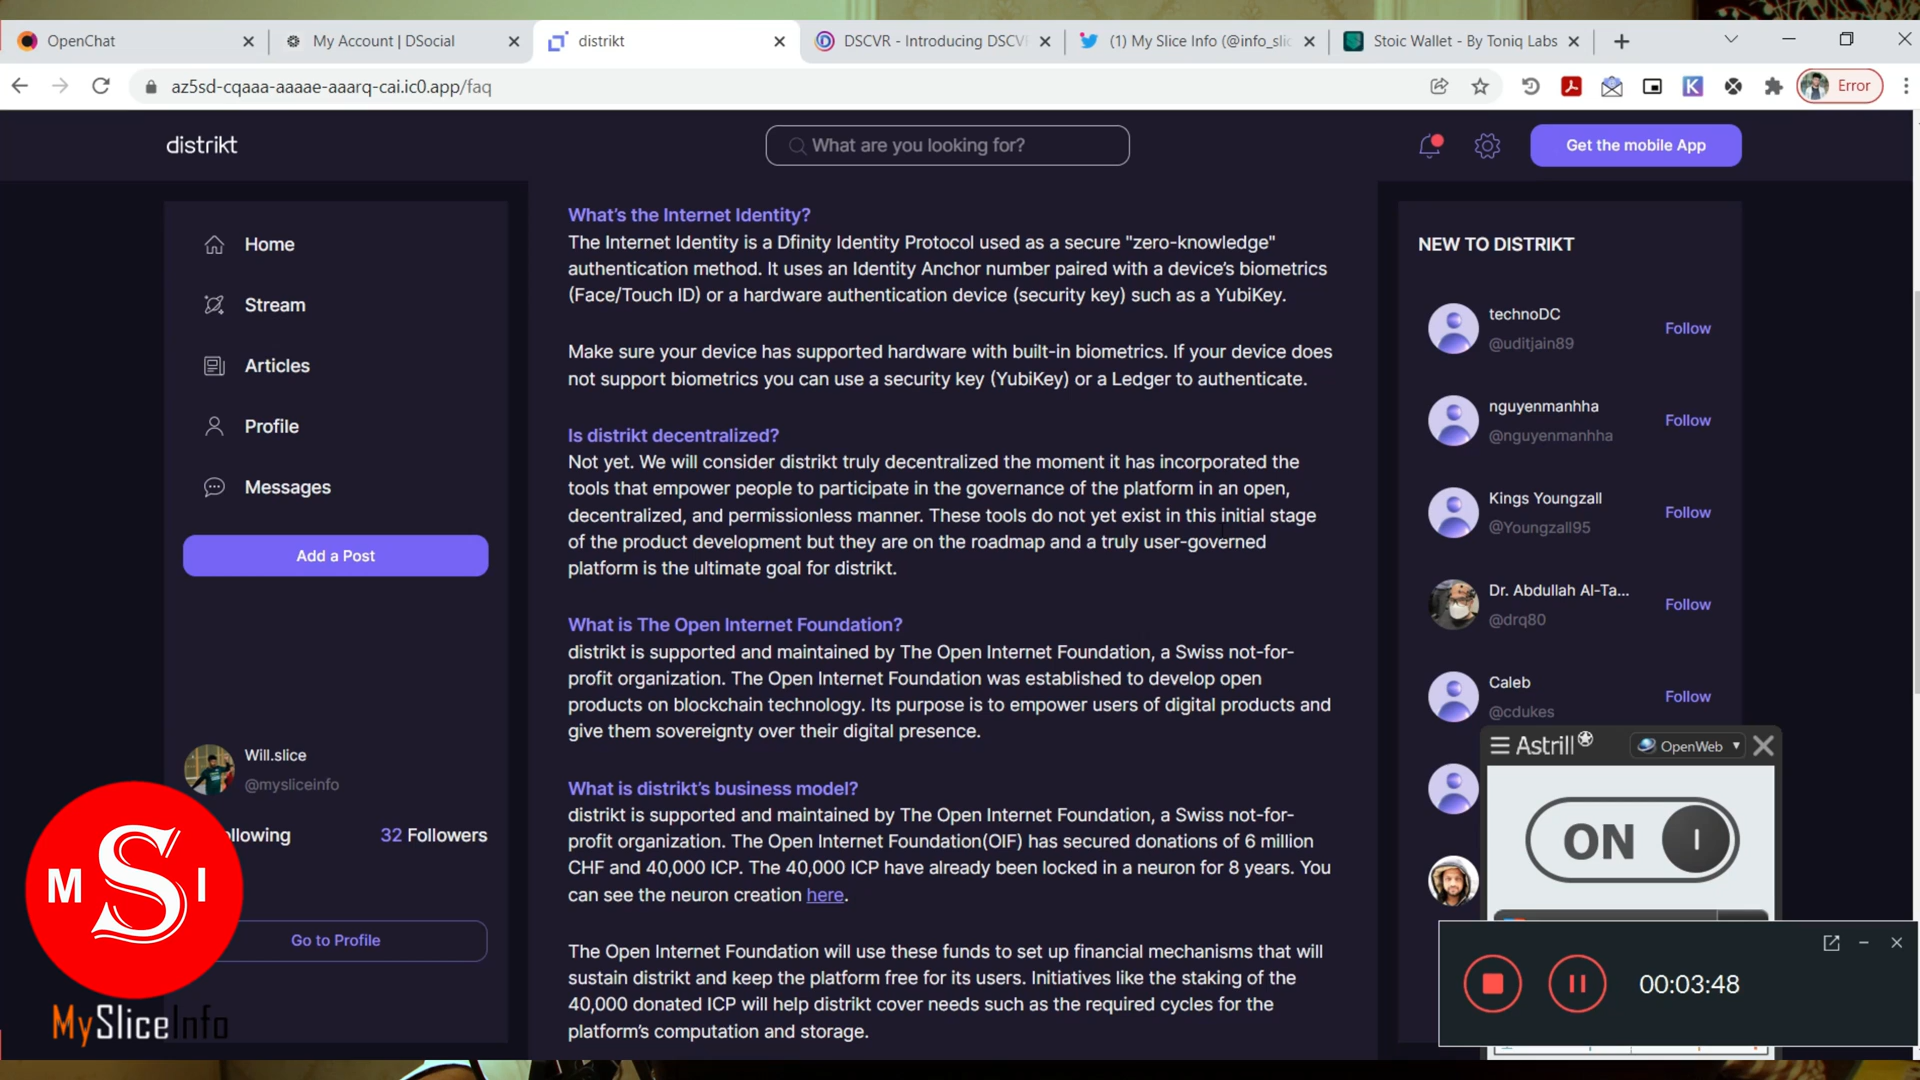 OpenChat
My Account | DSocial
distrikt
DSCVR - Introducing DSCVR
(1) My Slice Info (@info_slic
Stoic Wallet - By Toniq Labs
az5sd-cqaaa-aaaae-aaarq-cai.ic0.app/faq
Error
distrikt
What are you looking for?
Get the mobile App
Home
Stream
Articles
Profile
Messages
Add a Post
Will.slice
@mysliceinfo
ollowing
32 Followers
Go to Profile
M S I
MySliceInfo
What's the Internet Identity?
The Internet Identity is a Dfinity Identity Protocol used as a secure "zero-knowledge"
authentication method. It uses an Identity Anchor number paired with a device's biometrics
(Face/Touch ID) or a hardware authentication device (security key) such as a YubiKey.
Make sure your device has supported hardware with built-in biometrics. If your device does
not support biometrics you can use a security key (YubiKey) or a Ledger to authenticate.
Is distrikt decentralized?
Not yet. We will consider distrikt truly decentralized the moment it has incorporated the
tools that empower people to participate in the governance of the platform in an open,
decentralized, and permissionless manner. These tools do not yet exist in this initial stage
of the product development but they are on the roadmap and a truly user-governed
platform is the ultimate goal for distrikt.
What is The Open Internet Foundation?
distrikt is supported and maintained by The Open Internet Foundation, a Swiss not-for-
profit organization. The Open Internet Foundation was established to develop open
products on blockchain technology. Its purpose is to empower users of digital products and
give them sovereignty over their digital presence.
What is distrikt's business model?
distrikt is supported and maintained by The Open Internet Foundation, a Swiss not-for-
profit organization. The Open Internet Foundation(OIF) has secured donations of 6 million
CHF and 40,000 ICP. The 40,000 ICP have already been locked in a neuron for 8 years. You
can see the neuron creation here.
The Open Internet Foundation will use these funds to set up financial mechanisms that will
sustain distrikt and keep the platform free for its users. Initiatives like the staking of the
40,000 donated ICP will help distrikt cover needs such as the required cycles for the
platform's computation and storage.
NEW TO DISTRIKT
technoDC
@uditjain89
Follow
nguyenmanhha
@nguyenmanhha
Follow
Kings Youngzall
@Youngzall95
Follow
Dr. Abdullah Al-Ta...
@drq80
Follow
Caleb
@cdukes
Follow
Astrill
OpenWeb
ON
00:03:48